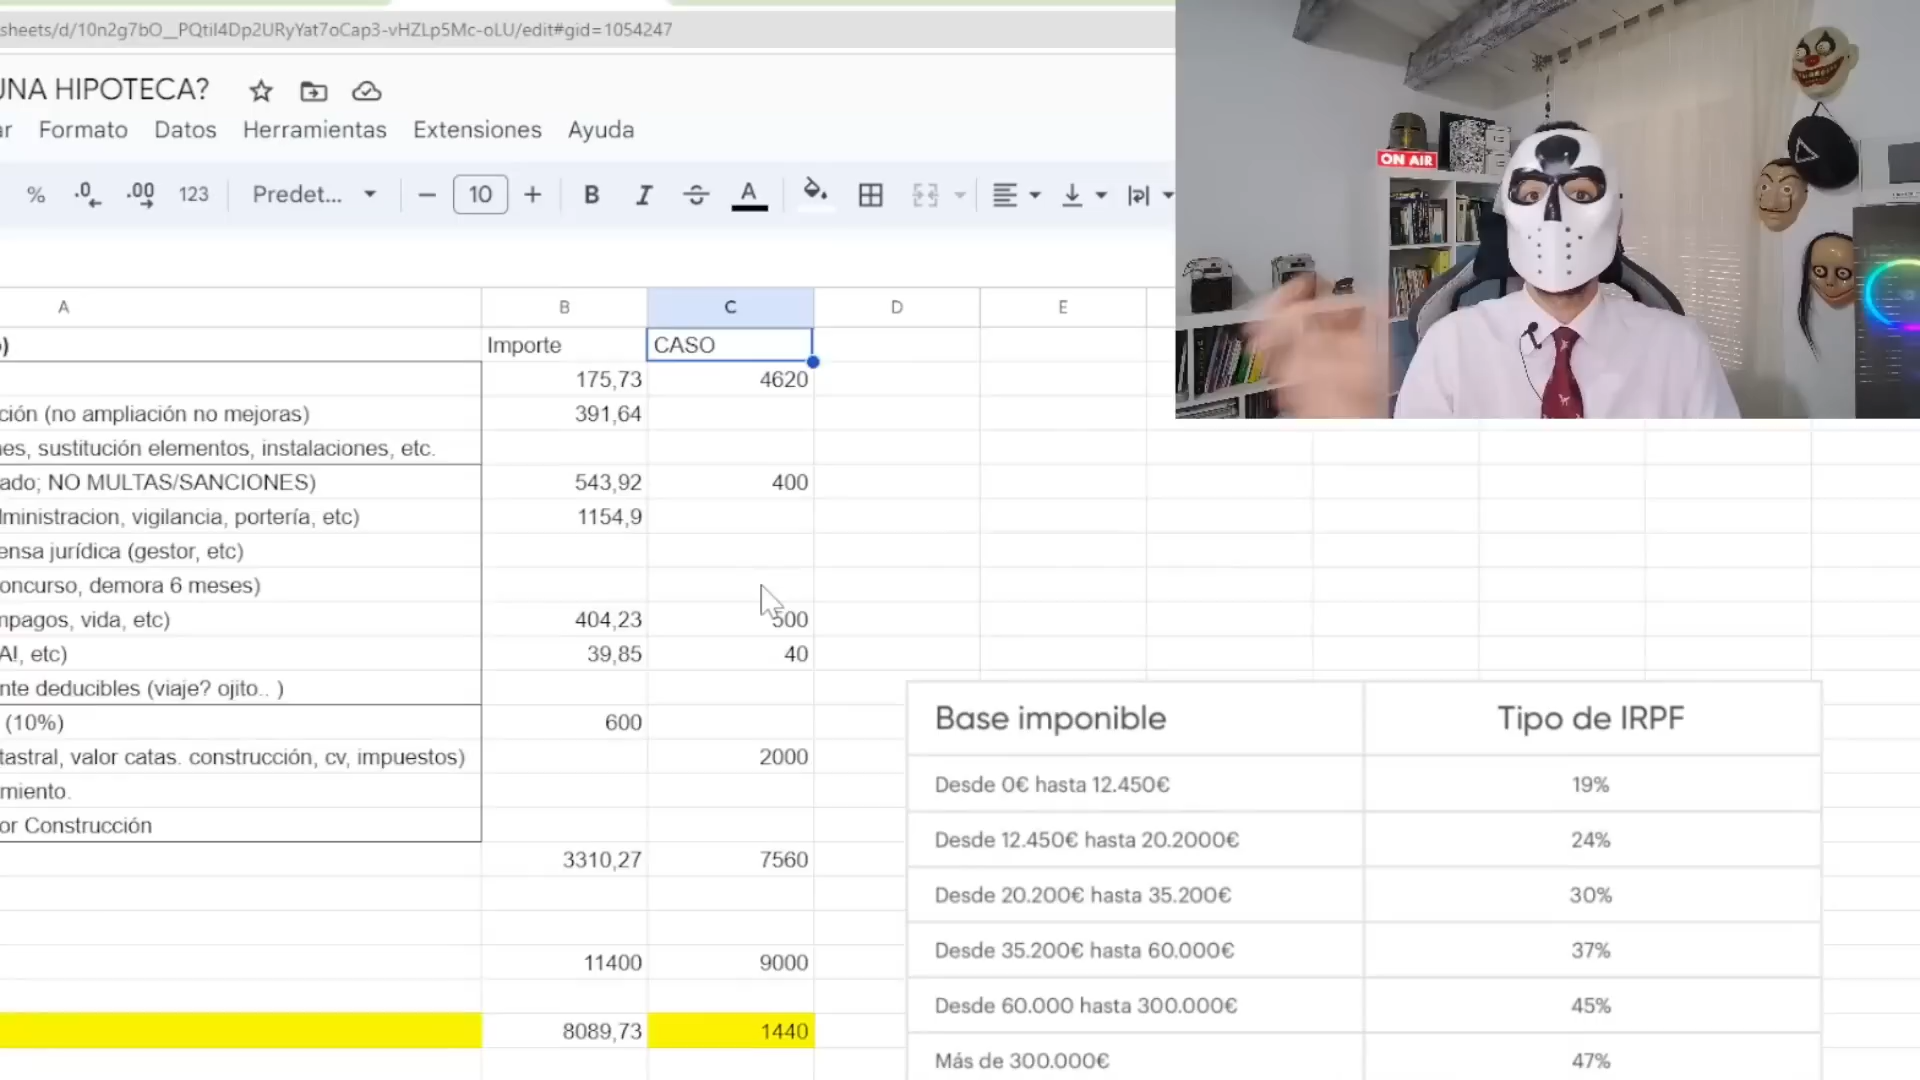 sheets/d/10n2g7bO__PQtiI4Dp2URyYat7oCap3-vHZLp5Mc-oLU/edit#gid=1054247
UNA HIPOTECA?
ar Formato Datos Herramientas Extensiones Ayuda
% .0 .00 123 Predet... − 10 + B I S A
ON AIR
A B C D E
o) Importe CASO
175,73 4620
ción (no ampliación no mejoras) 391,64
nes, sustitución elementos, instalaciones, etc.
ado; NO MULTAS/SANCIONES) 543,92 400
dministracion, vigilancia, portería, etc) 1154,9
ensa jurídica (gestor, etc)
oncurso, demora 6 meses)
mpagos, vida, etc) 404,23 500
AI, etc) 39,85 40
nte deducibles (viaje? ojito.. )
(10%) 600
tastral, valor catas. construcción, cv, impuestos) 2000
miento.
or Construcción
3310,27 7560
11400 9000
8089,73 1440
Base imponible Tipo de IRPF
Desde 0€ hasta 12.450€ 19%
Desde 12.450€ hasta 20.2000€ 24%
Desde 20.200€ hasta 35.200€ 30%
Desde 35.200€ hasta 60.000€ 37%
Desde 60.000 hasta 300.000€ 45%
Más de 300.000€ 47%